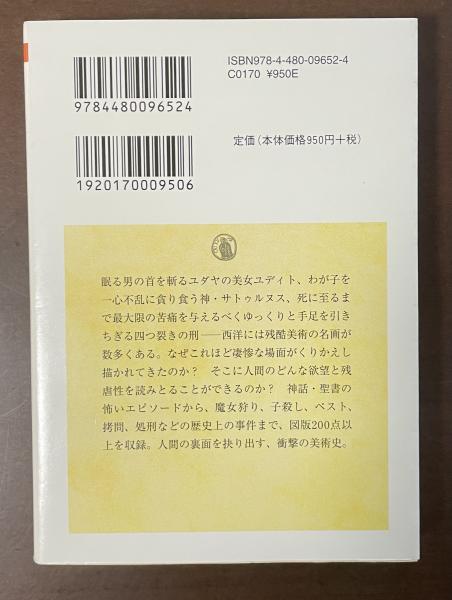 ISBN978-4-480-09652-4
C0170 ¥950E
9784480096524
定価(本体価格950円+税)
1920170009506
眠る男の首を斬るユダヤの美女ユディト、わが子を
一心不乱に貪り食う神・サトゥルヌス、死に至るま
で最大限の苦痛を与えるべくゆっくりと手足を引き
ちぎる四つ裂きの刑——西洋には残酷美術の名画が
数多くある。なぜこれほど凄惨な場面がくりかえし
描かれてきたのか? そこに人間のどんな欲望と残
虐性を読みとることができるのか? 神話・聖書の
怖いエピソードから、魔女狩り、子殺し、ペスト、
拷問、処刑などの歴史上の事件まで、図版200点以
上を収録。人間の裏面を抉り出す、衝撃の美術史。